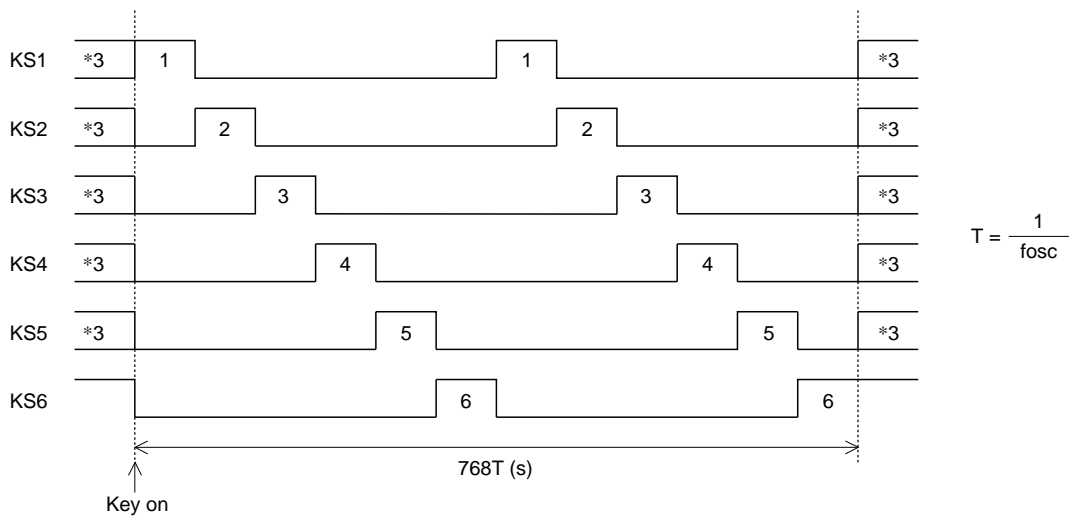 KS1 *3 1 1 *3
KS2 *3 2 2 *3
KS3 *3 3 3 *3
T = 1/fosc
KS4 *3 4 4 *3
KS5 *3 5 5 *3
KS6 6 6
768T (s)
Key on